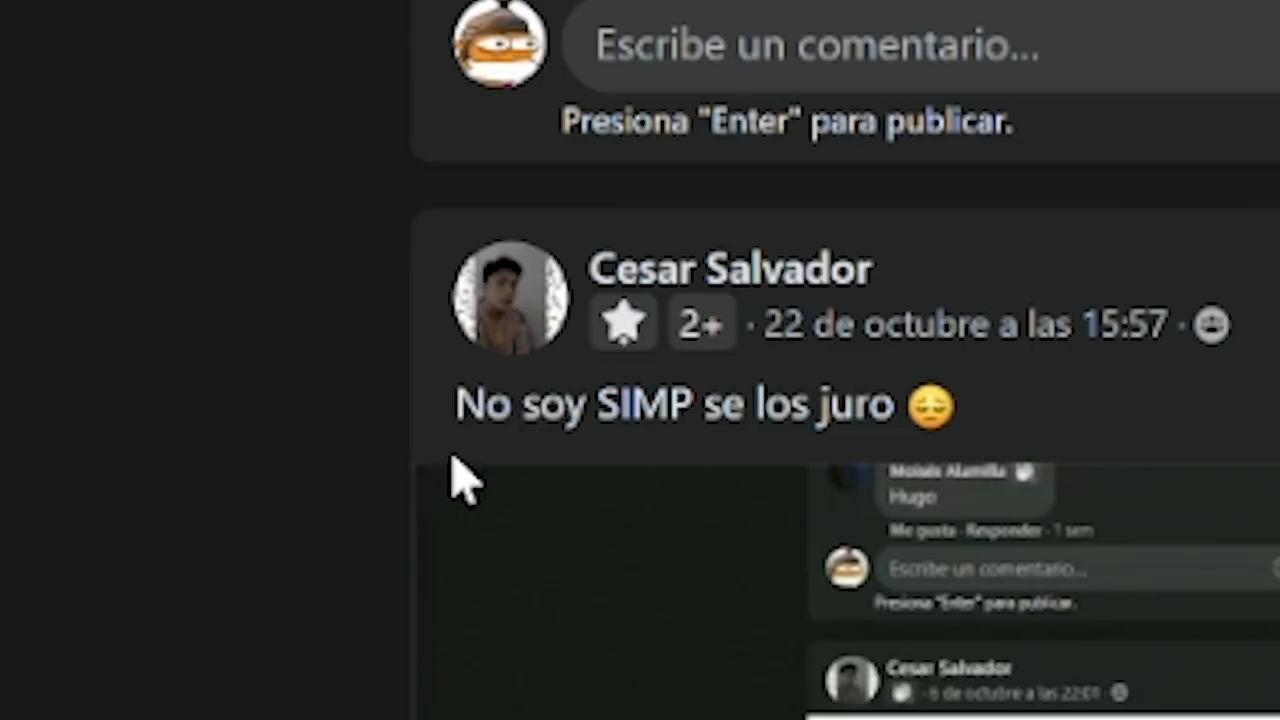 Escribe un comentario...
Presiona "Enter" para publicar.
Cesar Salvador
2+ · 22 de octubre a las 15:57 ·
No soy SIMP se los juro 😔
Moisés Alamilla
Hugo
Me gusta · Responder · 1 sem
Escribe un comentario...
Presiona "Enter" para publicar.
Cesar Salvador
· 6 de octubre a las 22:01 ·